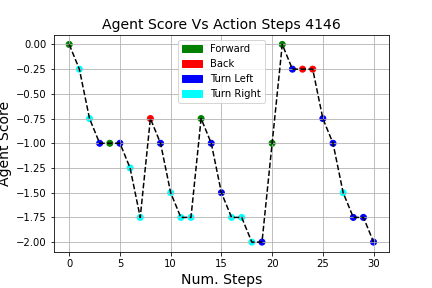 Agent Score Vs Action Steps 4146
Agent Score
0.00
−0.25
−0.50
−0.75
−1.00
−1.25
−1.50
−1.75
−2.00
Forward
Back
Turn Left
Turn Right
0 5 10 15 20 25 30
Num. Steps